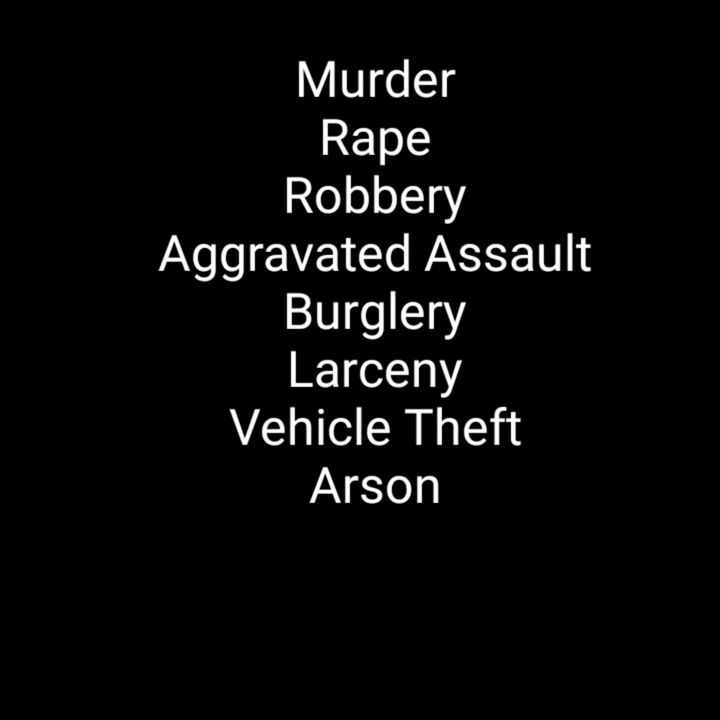 Murder
Rape
Robbery
Aggravated Assault
Burglery
Larceny
Vehicle Theft
Arson